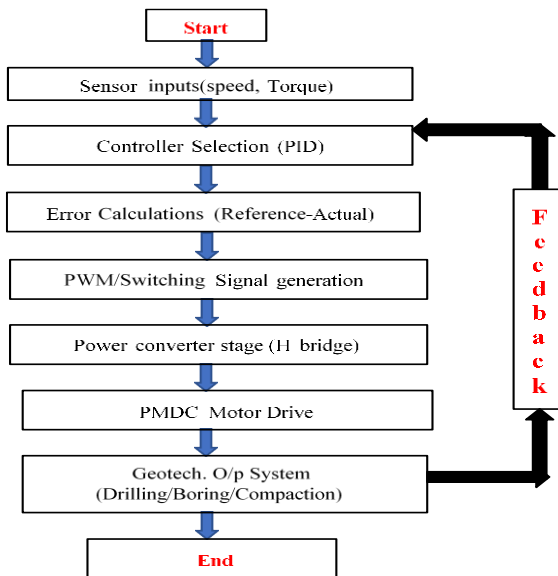 Start
Sensor inputs(speed, Torque)
Controller Selection (PID)
Error Calculations (Reference-Actual)
PWM/Switching Signal generation
Power converter stage (H bridge)
PMDC Motor Drive
Geotech. O/p System
(Drilling/Boring/Compaction)
End
Feedback